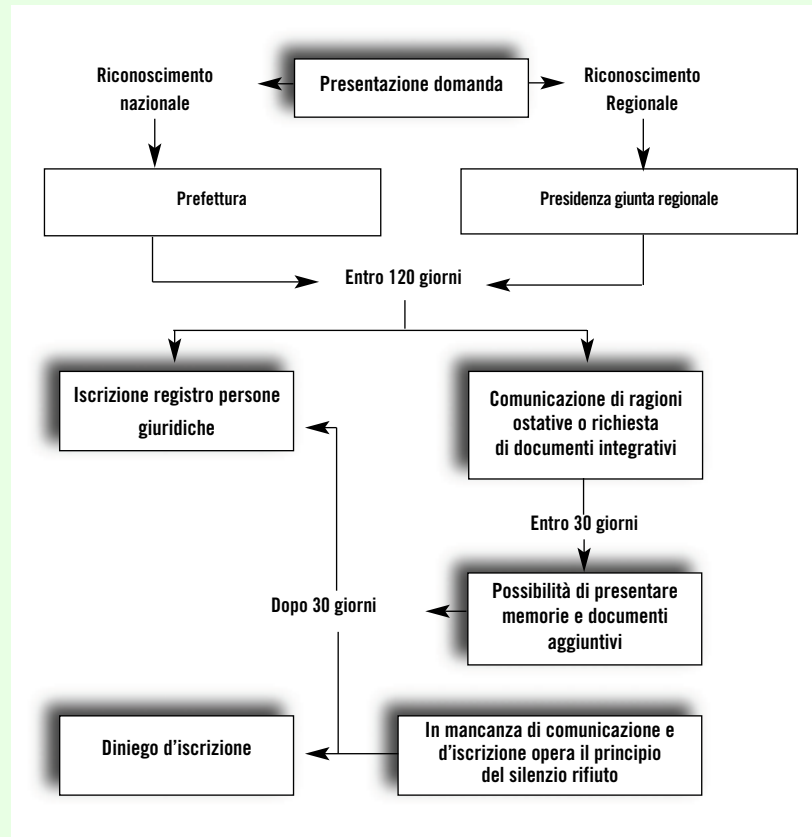 Riconoscimento
nazionale
Presentazione domanda
Riconoscimento
Regionale
Prefettura
Presidenza giunta regionale
Entro 120 giorni
Iscrizione registro persone
giuridiche
Comunicazione di ragioni
ostative o richiesta
di documenti integrativi
Entro 30 giorni
Possibilità di presentare
memorie e documenti
aggiuntivi
Dopo 30 giorni
Diniego d'iscrizione
In mancanza di comunicazione e
d'iscrizione opera il principio
del silenzio rifiuto